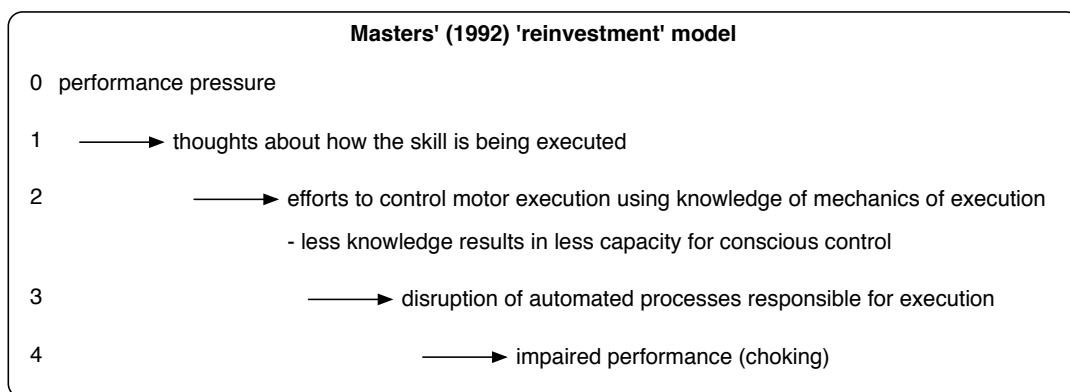 Masters' (1992) 'reinvestment' model
0 performance pressure
1 thoughts about how the skill is being executed
2 efforts to control motor execution using knowledge of mechanics of execution
- less knowledge results in less capacity for conscious control
3 disruption of automated processes responsible for execution
4 impaired performance (choking)